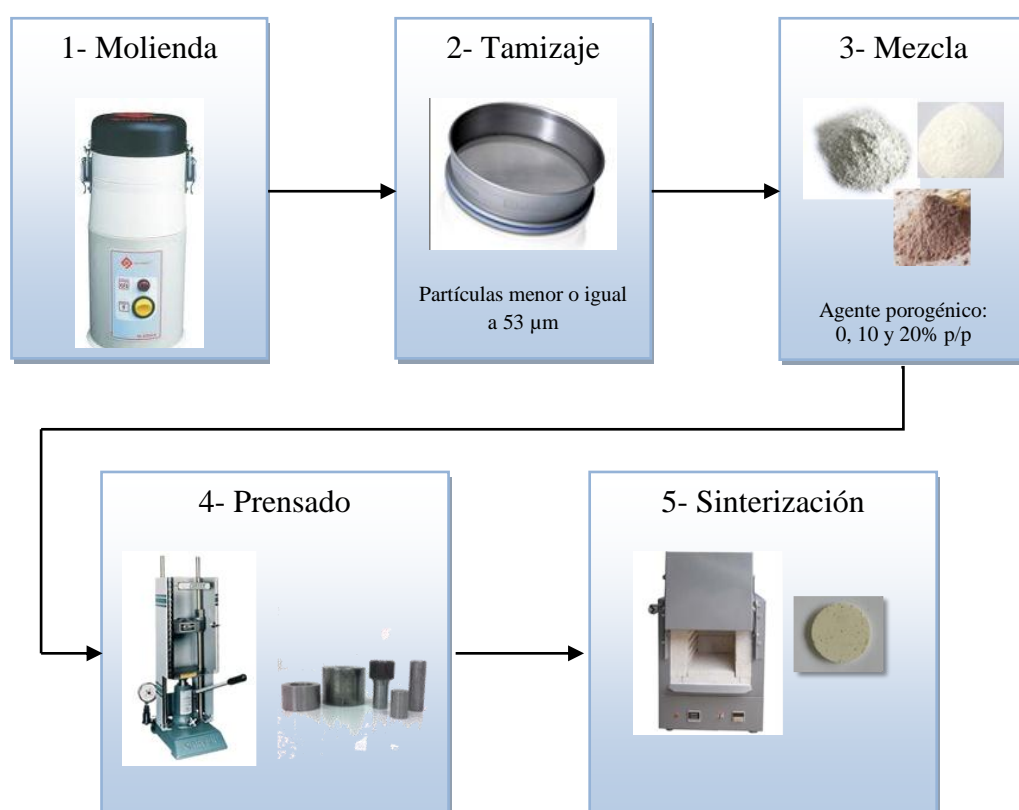 1- Molienda
2- Tamizaje
Partículas menor o igual
a 53 µm
3- Mezcla
Agente porogénico:
0, 10 y 20% p/p
4- Prensado
5- Sinterización